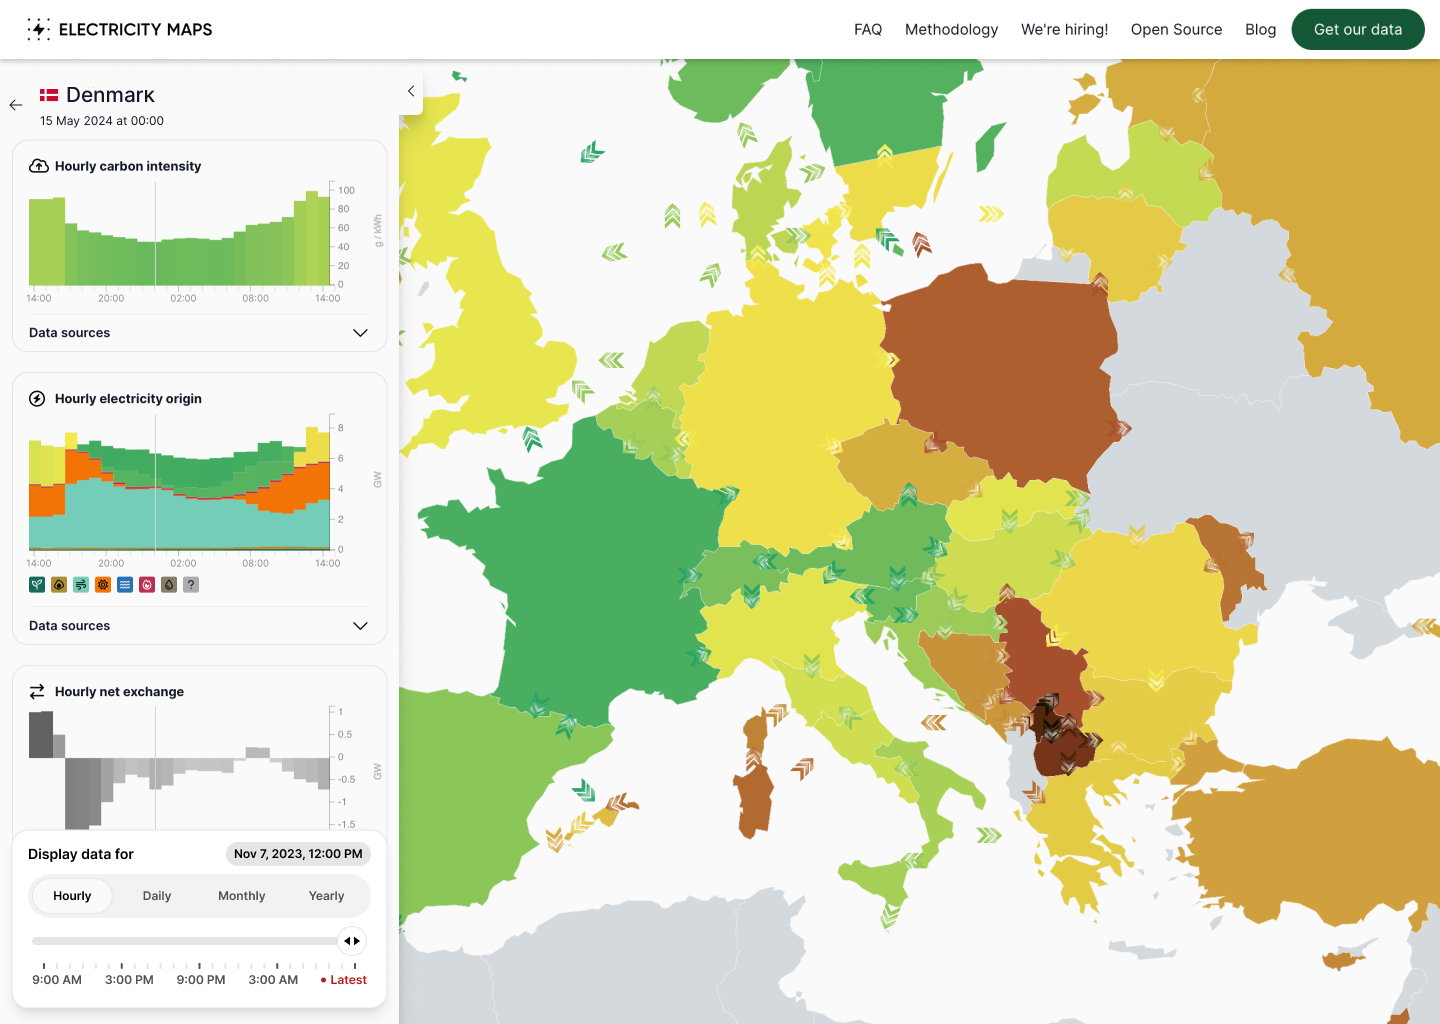 ELECTRICITY MAPS
FAQ
Methodology
We're hiring!
Open Source
Blog
Get our data
Denmark
15 May 2024 at 00:00
Hourly carbon intensity
100
80
60
40
20
0
g / kWh
14:00
20:00
02:00
08:00
14:00
Data sources
Hourly electricity origin
8
6
4
2
0
GW
14:00
20:00
02:00
08:00
14:00
?
Data sources
Hourly net exchange
1
0.5
0
-0.5
-1
-1.5
GW
Display data for
Nov 7, 2023, 12:00 PM
Hourly
Daily
Monthly
Yearly
9:00 AM
3:00 PM
9:00 PM
3:00 AM
• Latest